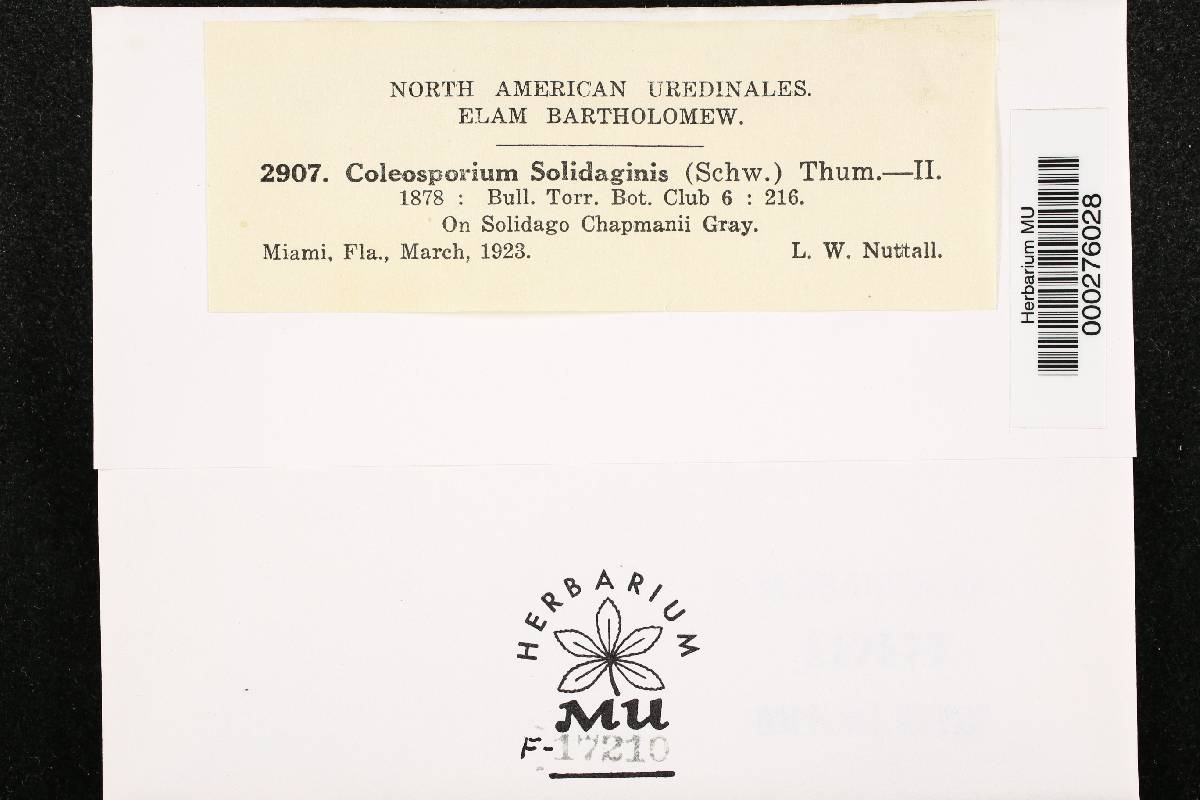 NORTH AMERICAN UREDINALES.
ELAM BARTHOLOMEW.
2907. Coleosporium Solidaginis (Schw.) Thum.—II.
1878 : Bull. Torr. Bot. Club 6 : 216.
On Solidago Chapmanii Gray.
Miami, Fla., March, 1923. L. W. Nuttall.
Herbarium MU
000276028
HERBARIUM
MU
F-17210